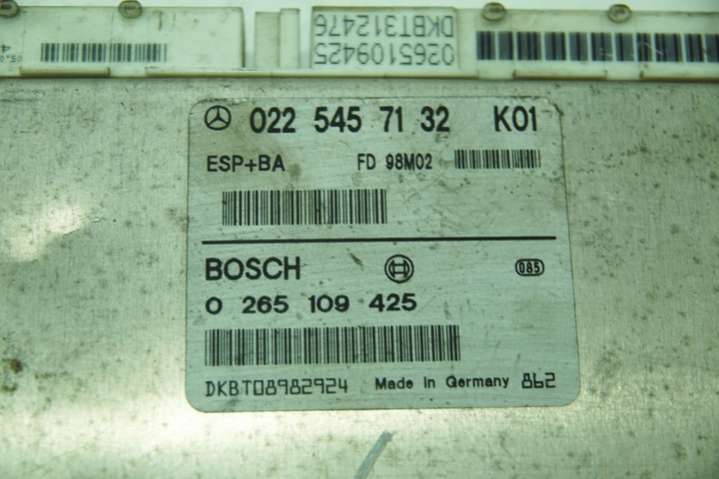 DKBT312476
0265109425
022 545 71 32 K01
ESP+BA FD 98M02
BOSCH 085
0 265 109 425
DKBT08982924 Made in Germany 862